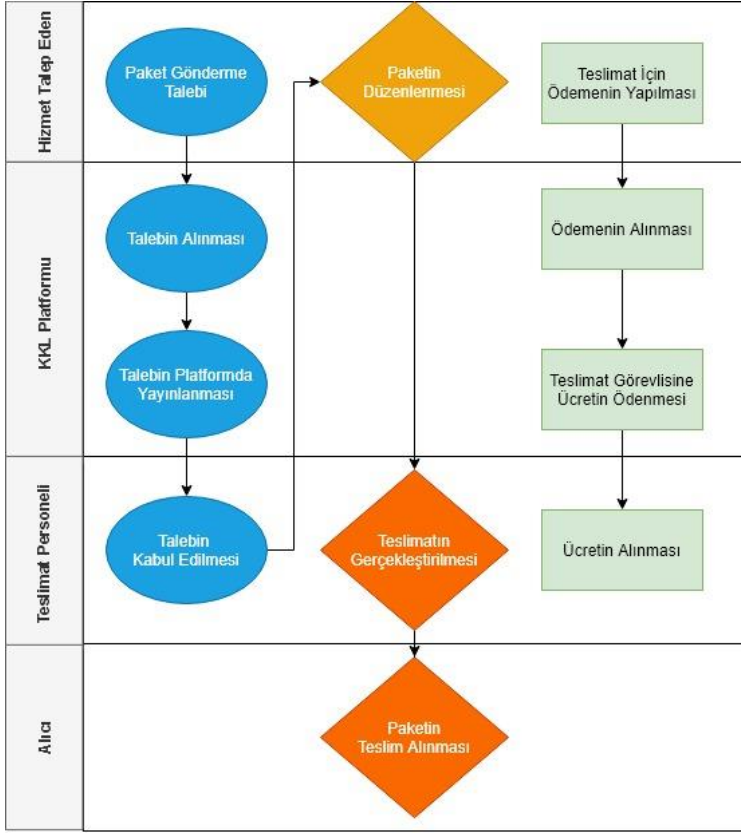 Hizmet Talep Eden
Paket Gönderme
Talebi
Paketin
Düzenlenmesi
Teslimat İçin
Ödemenin Yapılması
KKL Platformu
Talebin Alınması
Ödemenin Alınması
Talebin Platformda
Yayınlanması
Teslimat Görevlisine
Ücretin Ödenmesi
Teslimat Personeli
Talebin
Kabul Edilmesi
Teslimatın
Gerçekleştirilmesi
Ücretin Alınması
Alıcı
Paketin
Teslim Alınması